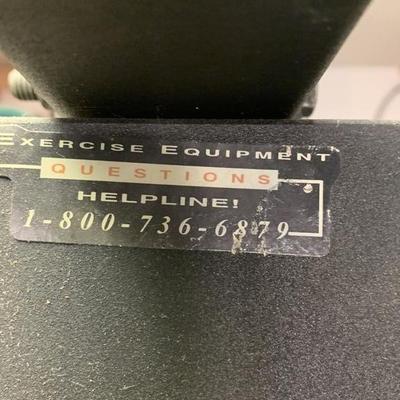 EXERCISE EQUIPMENT
QUESTIONS
HELPLINE!
1-800-736-6879